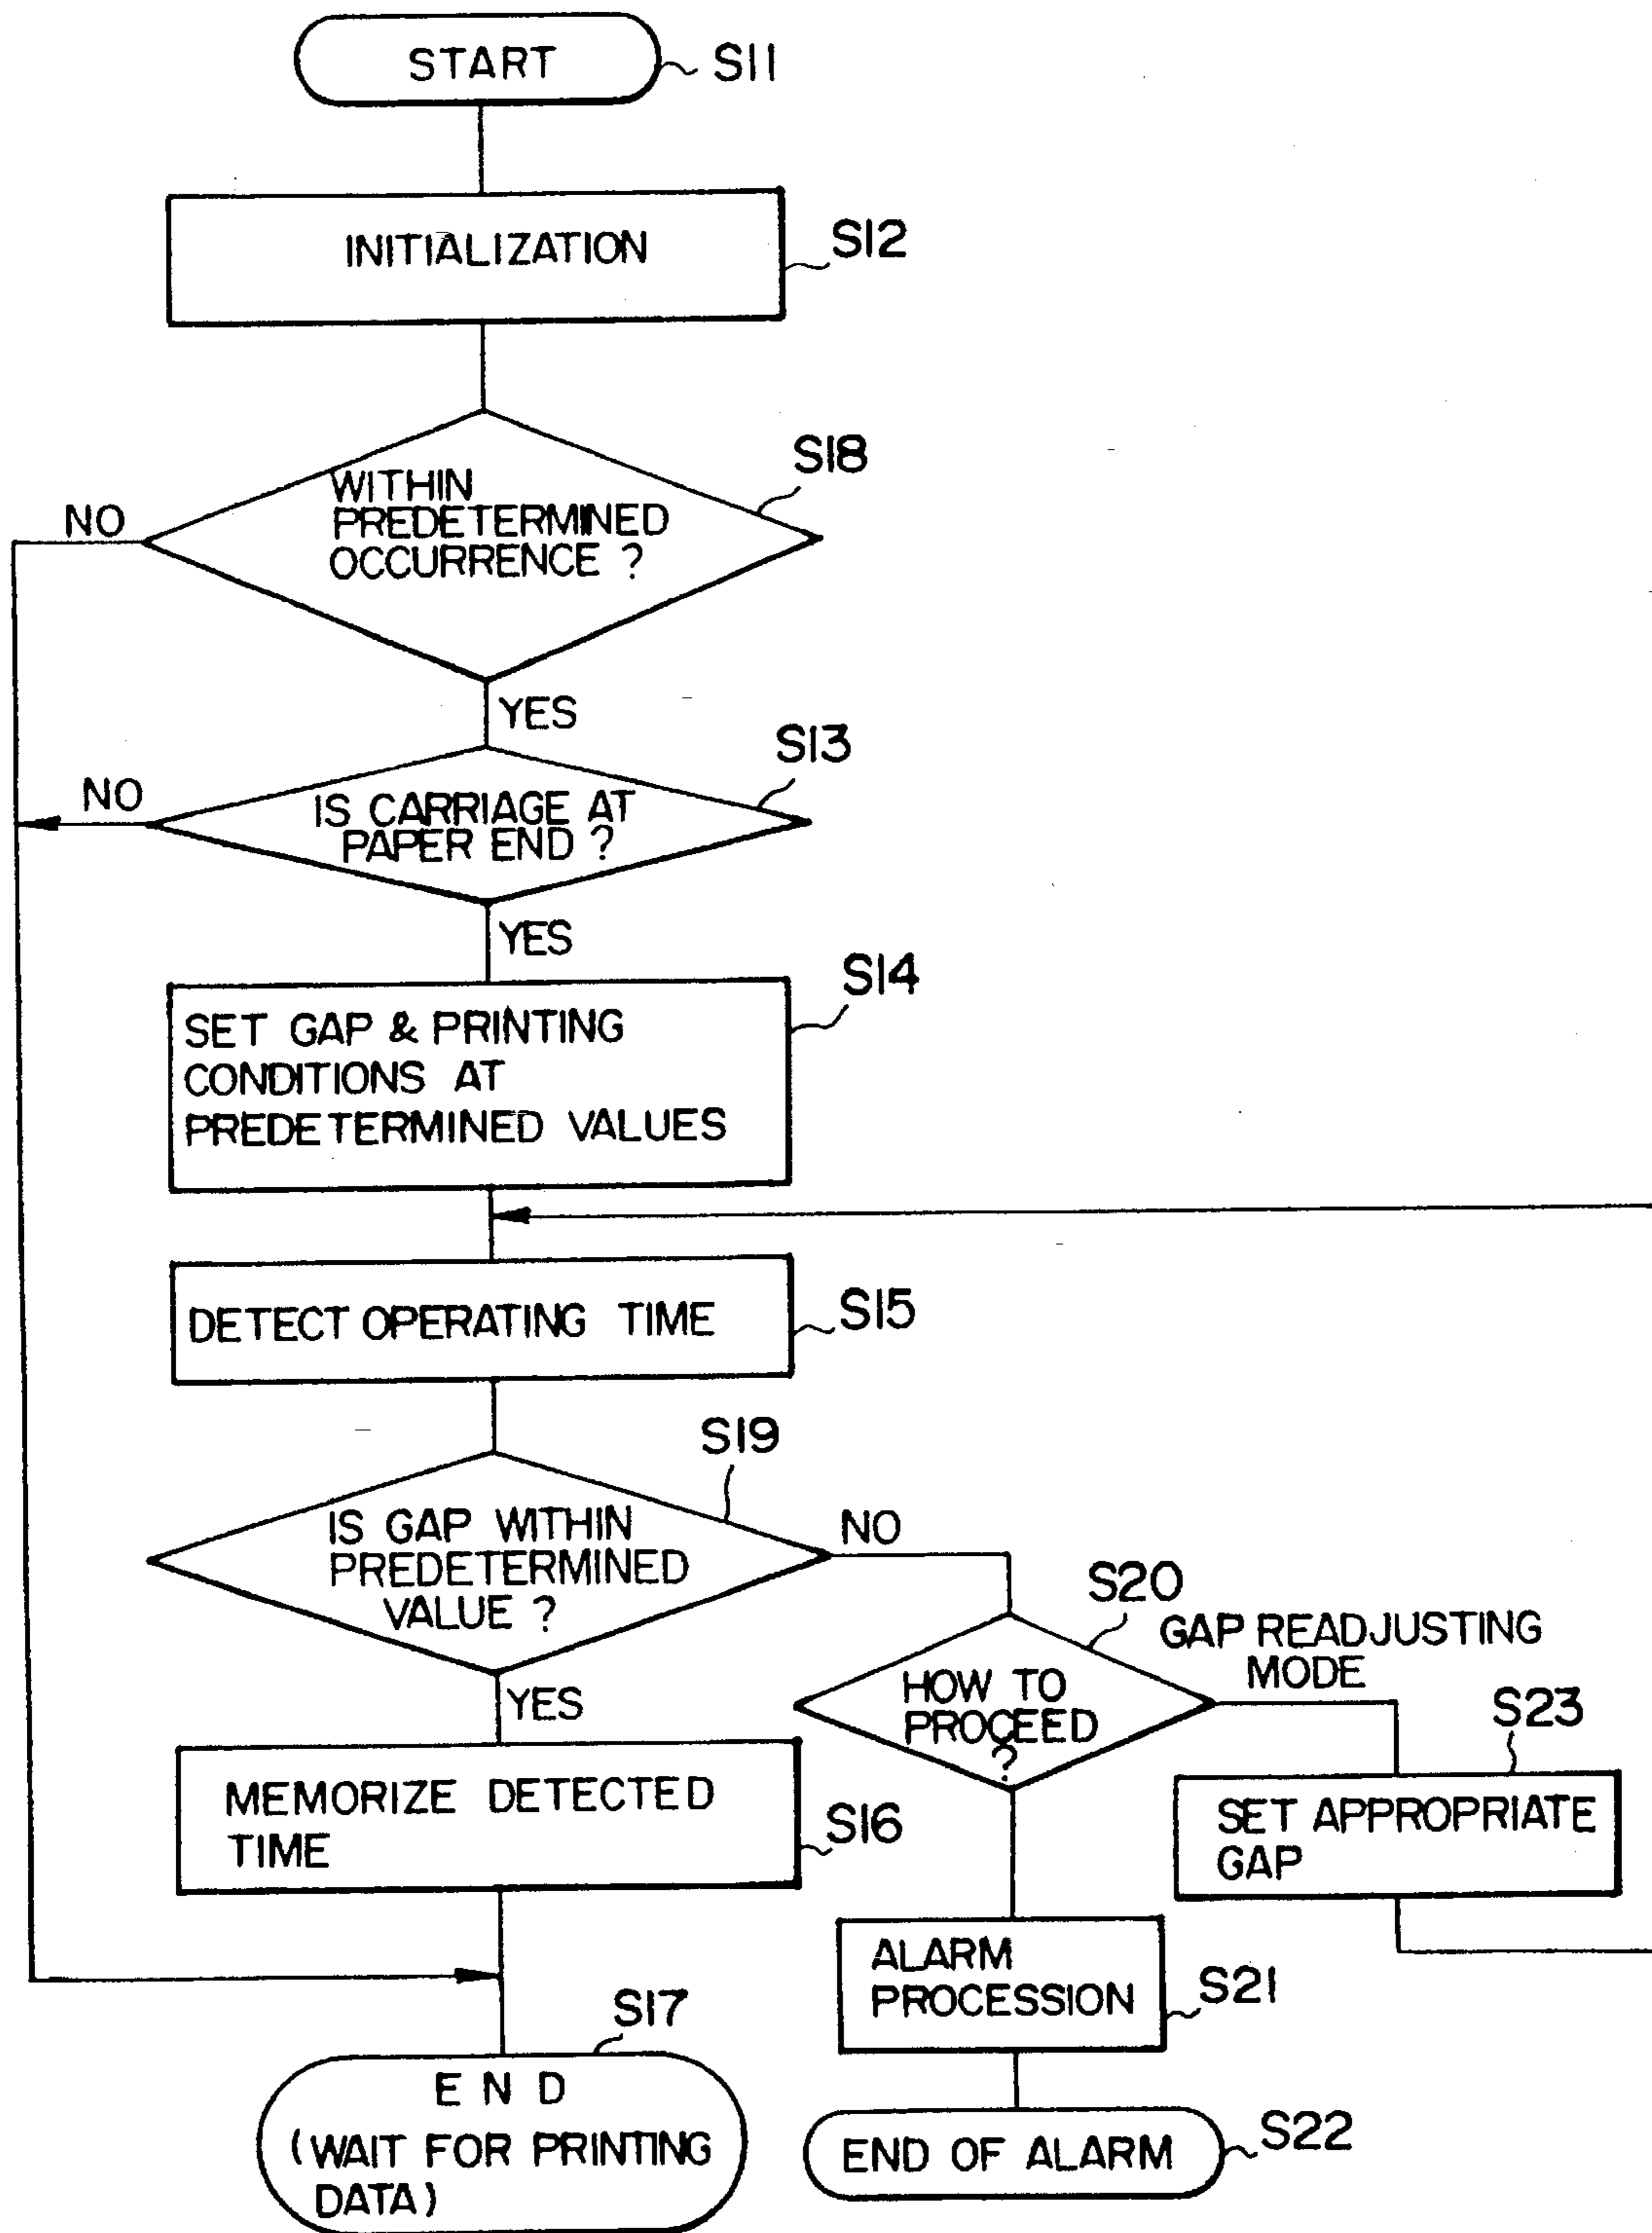 START
S11
INITIALIZATION
S12
WITHIN
PREDETERMINED
OCCURRENCE ?
S18
NO
YES
IS CARRIAGE AT
PAPER END ?
S13
NO
YES
SET GAP & PRINTING
CONDITIONS AT
PREDETERMINED VALUES
S14
DETECT OPERATING TIME
S15
IS GAP WITHIN
PREDETERMINED
VALUE ?
S19
NO
YES
HOW TO
PROCEED
?
S20
GAP READJUSTING
MODE
SET APPROPRIATE
GAP
S23
MEMORIZE DETECTED
TIME
S16
ALARM
PROCESSION
S21
END
(WAIT FOR PRINTING
DATA)
S17
END OF ALARM
S22